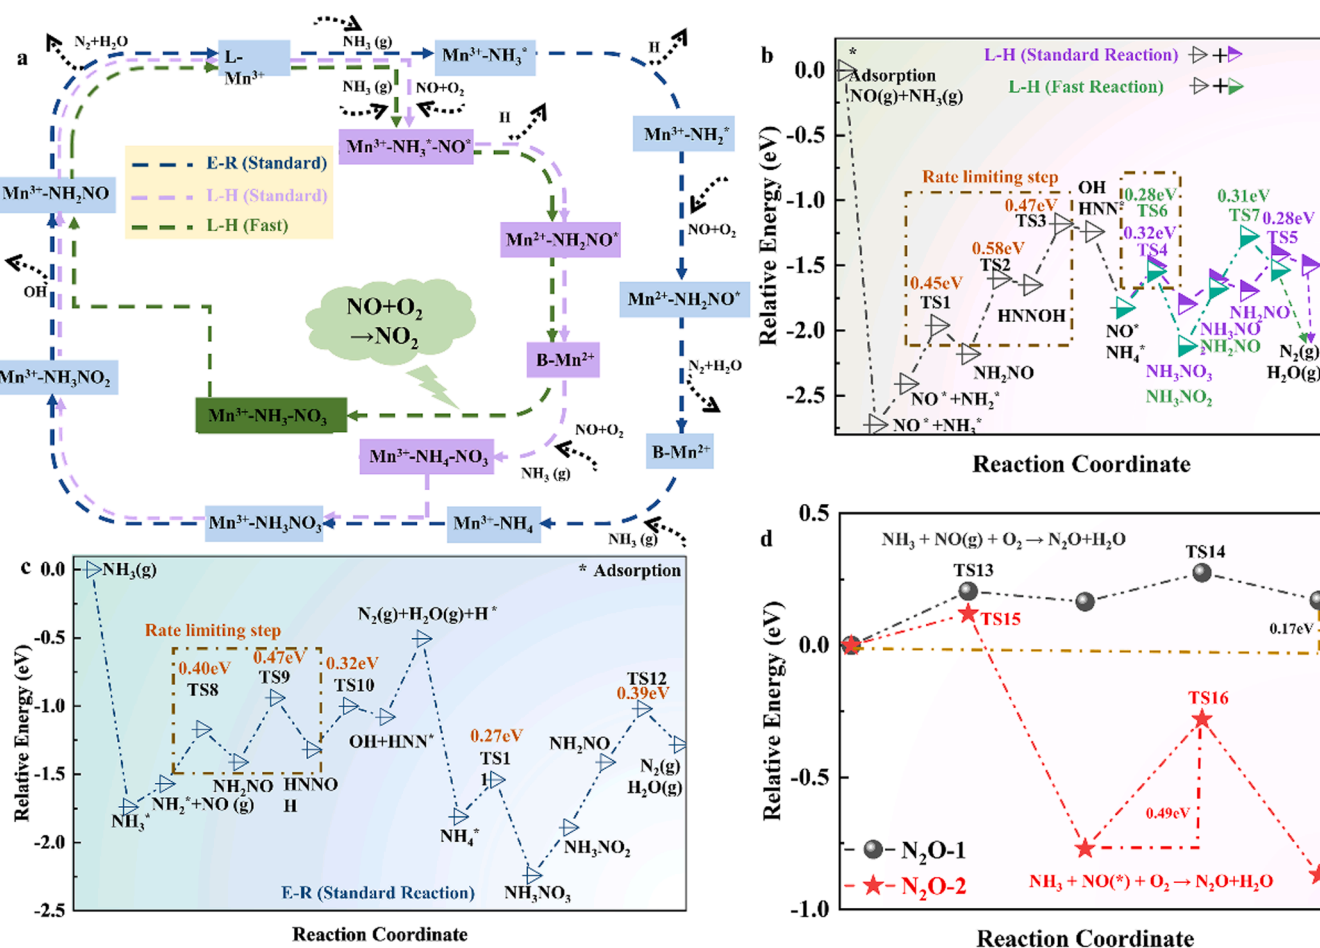 a
N₂+H₂O
NH₃ (g)
H
L-
Mn³⁺
Mn³⁺-NH₃*
NH₃ (g)
NO+O₂
Mn³⁺-NH₃*-NO*
H
Mn³⁺-NH₂*
E-R (Standard)
L-H (Standard)
L-H (Fast)
Mn³⁺-NH₂NO
NO+O₂
Mn²⁺-NH₂NO*
OH
NO+O₂
→NO₂
Mn²⁺-NH₂NO*
B-Mn²⁺
N₂+H₂O
Mn³⁺-NH₃NO₂
Mn³⁺-NH₃-NO₃
NO+O₂
Mn³⁺-NH₄-NO₃
NH₃ (g)
B-Mn²⁺
Mn³⁺-NH₃NO₃
Mn³⁺-NH₄
NH₃ (g)
b
*
Adsorption
NO(g)+NH₃(g)
L-H (Standard Reaction)
+
L-H (Fast Reaction)
+
0.0
-0.5
-1.0
-1.5
-2.0
-2.5
Relative Energy (eV)
Rate limiting step
0.45eV
TS1
0.58eV
TS2
0.47eV
TS3
OH
HNN*
0.28eV
TS6
0.32eV
TS4
0.31eV
TS7
0.28eV
TS5
HNNOH
NH₂NO
NO*+NH₂*
NO*+NH₃*
NO*
NH₄*
NH₂NO
NH₃NO₂
NH₂NO
NH₃NO₃
NH₃NO₂
N₂(g)
H₂O(g)
Reaction Coordinate
c
0.0
-0.5
-1.0
-1.5
-2.0
-2.5
Relative Energy (eV)
NH₃(g)
* Adsorption
N₂(g)+H₂O(g)+H*
Rate limiting step
0.40eV
TS8
0.47eV
TS9
0.32eV
TS10
TS12
0.39eV
OH+HNN*
0.27eV
TS1
1
NH₂NO
NH₂NO
HNNO
H
N₂(g)
H₂O(g)
NH₂*+NO (g)
NH₃*
NH₄*
NH₃NO₂
NH₃NO₃
E-R (Standard Reaction)
Reaction Coordinate
d
0.5
0.0
-0.5
-1.0
Relative Energy (eV)
NH₃ + NO(g) + O₂ → N₂O+H₂O
TS13
TS14
TS15
0.17eV
TS16
0.49eV
N₂O-1
N₂O-2
NH₃ + NO(*) + O₂ → N₂O+H₂O
Reaction Coordinate